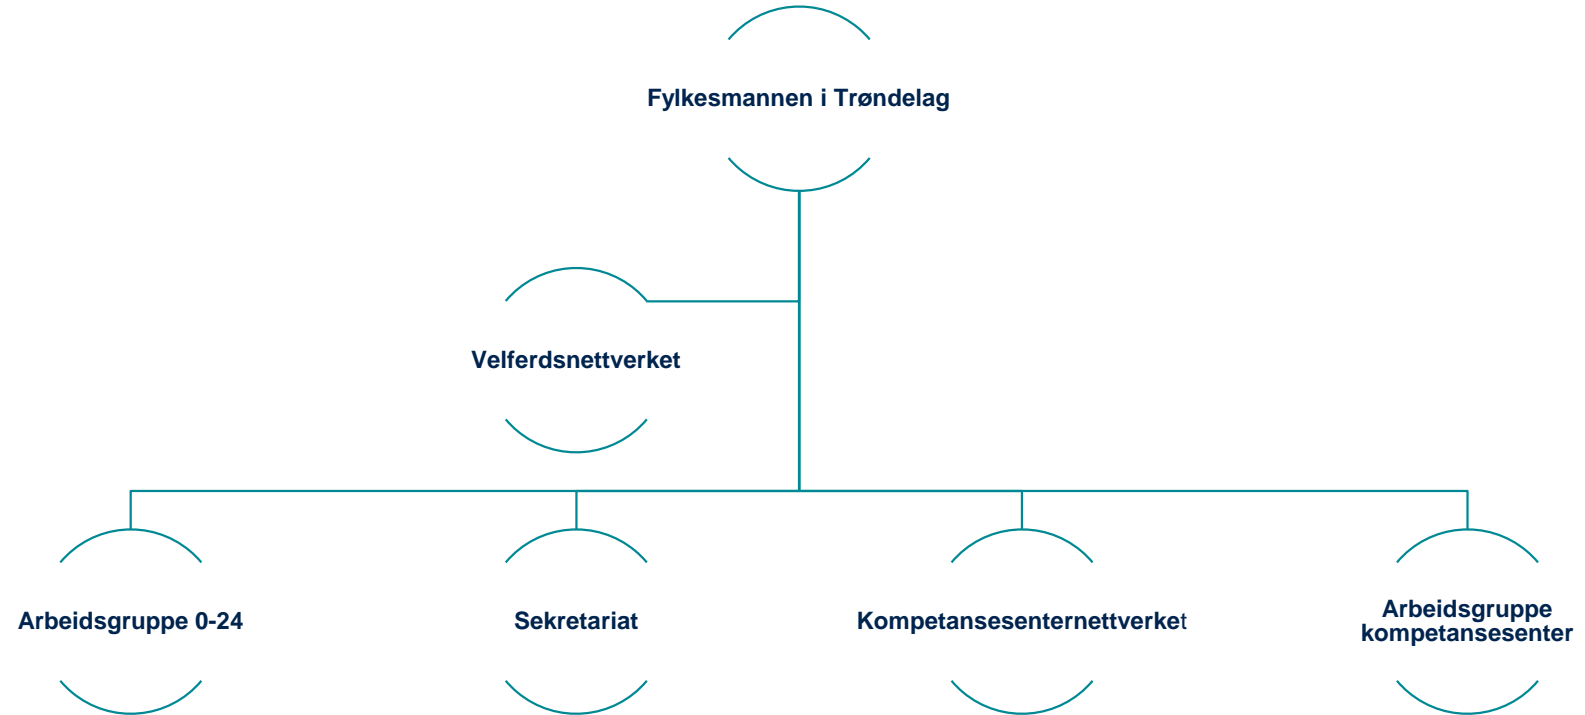 Fylkesmannen i Trøndelag
Velferdsnettverket
Arbeidsgruppe 0-24
Sekretariat
Kompetansesenternettverket
Arbeidsgruppe
kompetansesenter